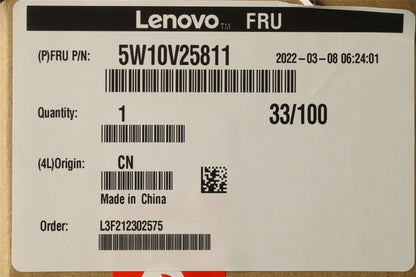 Lenovo™ FRU
(P)FRU P/N: 5W10V25811 2022-03-08 06:24:01
Quantity: 1 33/100
(4L)Origin: CN
Made in China
Order: L3F212302575